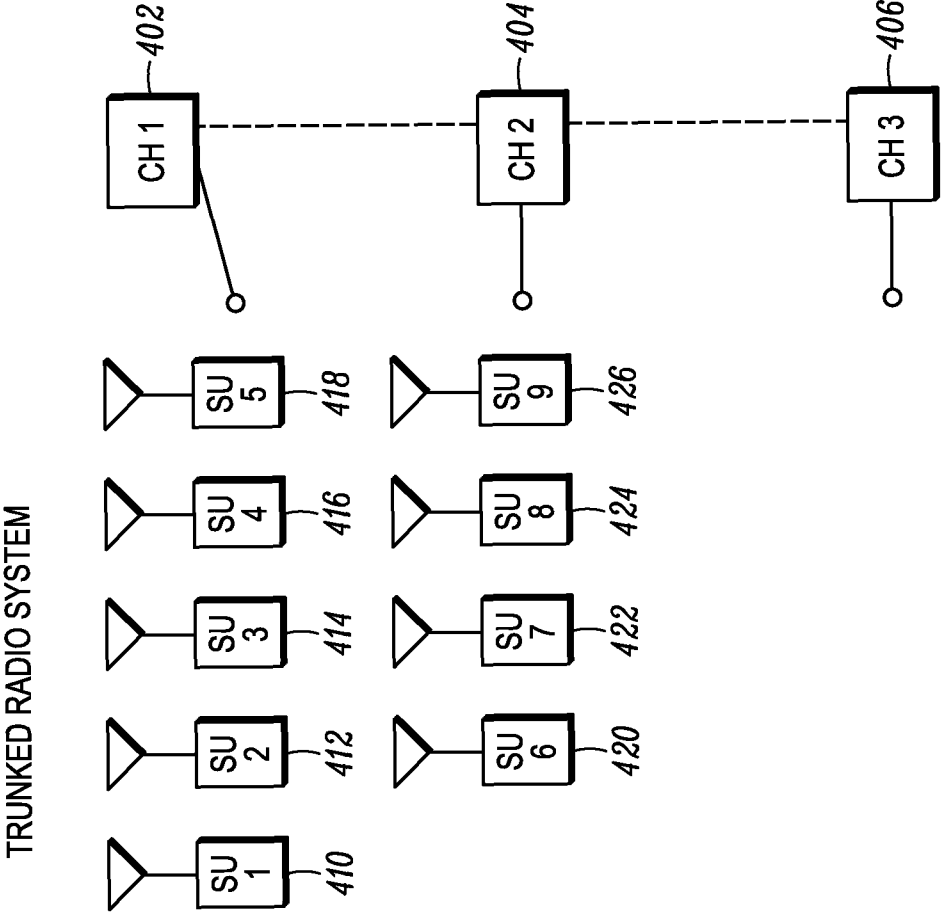 TRUNKED RADIO SYSTEM
CH 1
402
SU 1
SU 2
SU 3
SU 4
SU 5
410
412
414
416
418
CH 2
404
SU 6
SU 7
SU 8
SU 9
420
422
424
426
CH 3
406